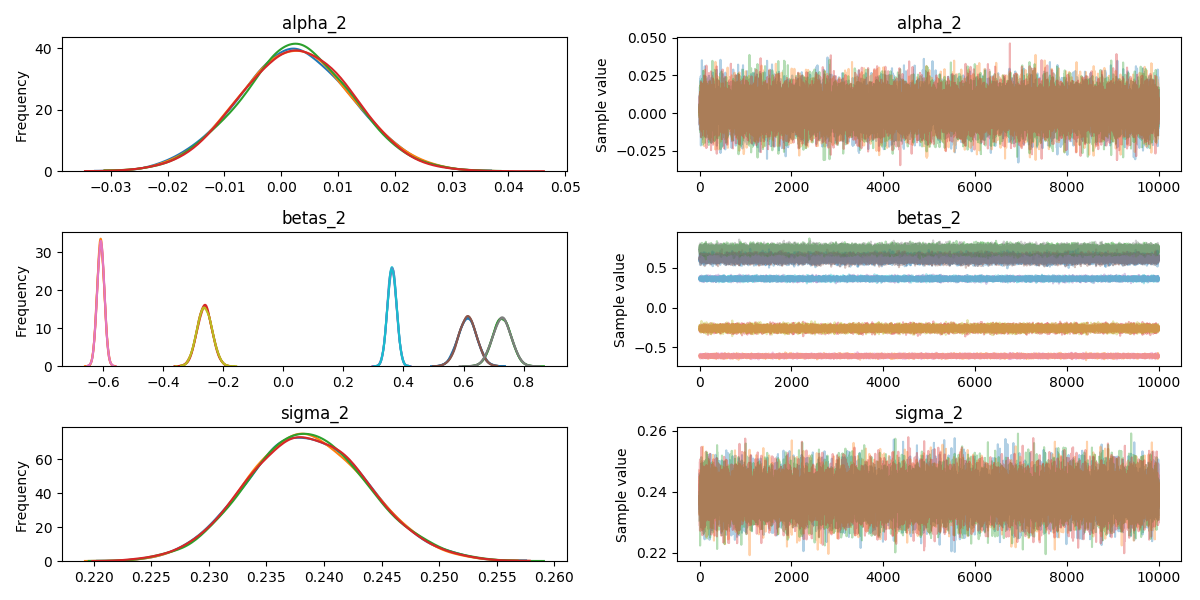 alpha_2
Frequency
40
20
0
−0.03 −0.02 −0.01 0.00 0.01 0.02 0.03 0.04 0.05
alpha_2
Sample value
0.050
0.025
0.000
−0.025
0 2000 4000 6000 8000 10000
betas_2
Frequency
30
20
10
0
−0.6 −0.4 −0.2 0.0 0.2 0.4 0.6 0.8
betas_2
Sample value
0.5
0.0
−0.5
0 2000 4000 6000 8000 10000
sigma_2
Frequency
60
40
20
0
0.220 0.225 0.230 0.235 0.240 0.245 0.250 0.255 0.260
sigma_2
Sample value
0.26
0.24
0.22
0 2000 4000 6000 8000 10000